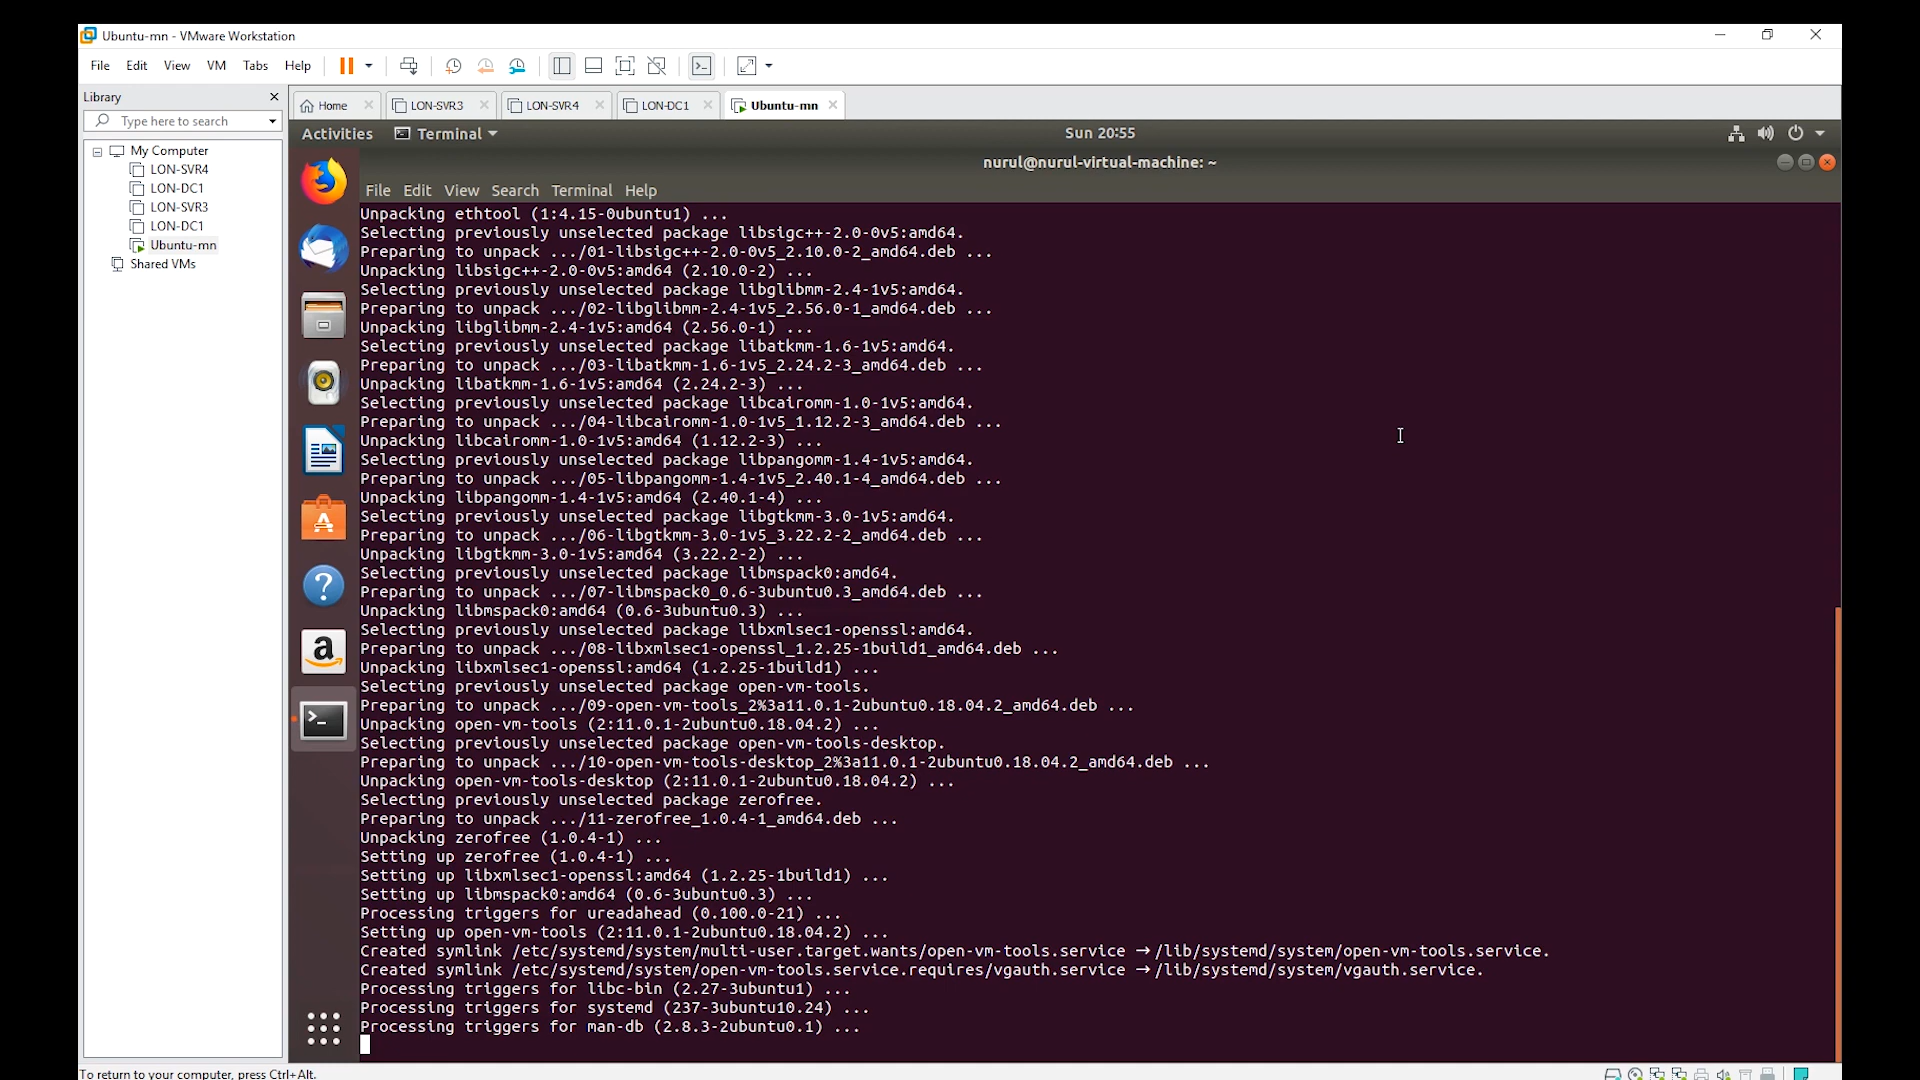 Ubuntu-mn - VMware Workstation
File Edit View VM Tabs Help
Library
Type here to search
My Computer
LON-SVR4
LON-DC1
LON-SVR3
LON-DC1
Ubuntu-mn
Shared VMs
Home LON-SVR3 LON-SVR4 LON-DC1 Ubuntu-mn
Activities Terminal Sun 20:55
nurul@nurul-virtual-machine: ~
File Edit View Search Terminal Help
Unpacking ethtool (1:4.15-0ubuntu1) ...
Selecting previously unselected package libsigc++-2.0-0v5:amd64.
Preparing to unpack .../01-libsigc++-2.0-0v5_2.10.0-2_amd64.deb ...
Unpacking libsigc++-2.0-0v5:amd64 (2.10.0-2) ...
Selecting previously unselected package libglibmm-2.4-1v5:amd64.
Preparing to unpack .../02-libglibmm-2.4-1v5_2.56.0-1_amd64.deb ...
Unpacking libglibmm-2.4-1v5:amd64 (2.56.0-1) ...
Selecting previously unselected package libatkmm-1.6-1v5:amd64.
Preparing to unpack .../03-libatkmm-1.6-1v5_2.24.2-3_amd64.deb ...
Unpacking libatkmm-1.6-1v5:amd64 (2.24.2-3) ...
Selecting previously unselected package libcairomm-1.0-1v5:amd64.
Preparing to unpack .../04-libcairomm-1.0-1v5_1.12.2-3_amd64.deb ...
Unpacking libcairomm-1.0-1v5:amd64 (1.12.2-3) ...
Selecting previously unselected package libpangomm-1.4-1v5:amd64.
Preparing to unpack .../05-libpangomm-1.4-1v5_2.40.1-4_amd64.deb ...
Unpacking libpangomm-1.4-1v5:amd64 (2.40.1-4) ...
Selecting previously unselected package libgtkmm-3.0-1v5:amd64.
Preparing to unpack .../06-libgtkmm-3.0-1v5_3.22.2-2_amd64.deb ...
Unpacking libgtkmm-3.0-1v5:amd64 (3.22.2-2) ...
Selecting previously unselected package libmspack0:amd64.
Preparing to unpack .../07-libmspack0_0.6-3ubuntu0.3_amd64.deb ...
Unpacking libmspack0:amd64 (0.6-3ubuntu0.3) ...
Selecting previously unselected package libxmlsec1-openssl:amd64.
Preparing to unpack .../08-libxmlsec1-openssl_1.2.25-1build1_amd64.deb ...
Unpacking libxmlsec1-openssl:amd64 (1.2.25-1build1) ...
Selecting previously unselected package open-vm-tools.
Preparing to unpack .../09-open-vm-tools_2%3a11.0.1-2ubuntu0.18.04.2_amd64.deb ...
Unpacking open-vm-tools (2:11.0.1-2ubuntu0.18.04.2) ...
Selecting previously unselected package open-vm-tools-desktop.
Preparing to unpack .../10-open-vm-tools-desktop_2%3a11.0.1-2ubuntu0.18.04.2_amd64.deb ...
Unpacking open-vm-tools-desktop (2:11.0.1-2ubuntu0.18.04.2) ...
Selecting previously unselected package zerofree.
Preparing to unpack .../11-zerofree_1.0.4-1_amd64.deb ...
Unpacking zerofree (1.0.4-1) ...
Setting up zerofree (1.0.4-1) ...
Setting up libxmlsec1-openssl:amd64 (1.2.25-1build1) ...
Setting up libmspack0:amd64 (0.6-3ubuntu0.3) ...
Processing triggers for ureadahead (0.100.0-21) ...
Setting up open-vm-tools (2:11.0.1-2ubuntu0.18.04.2) ...
Created symlink /etc/systemd/system/multi-user.target.wants/open-vm-tools.service → /lib/systemd/system/open-vm-tools.service.
Created symlink /etc/systemd/system/open-vm-tools.service.requires/vgauth.service → /lib/systemd/system/vgauth.service.
Processing triggers for libc-bin (2.27-3ubuntu1) ...
Processing triggers for systemd (237-3ubuntu10.24) ...
Processing triggers for man-db (2.8.3-2ubuntu0.1) ...
To return to your computer, press Ctrl+Alt.